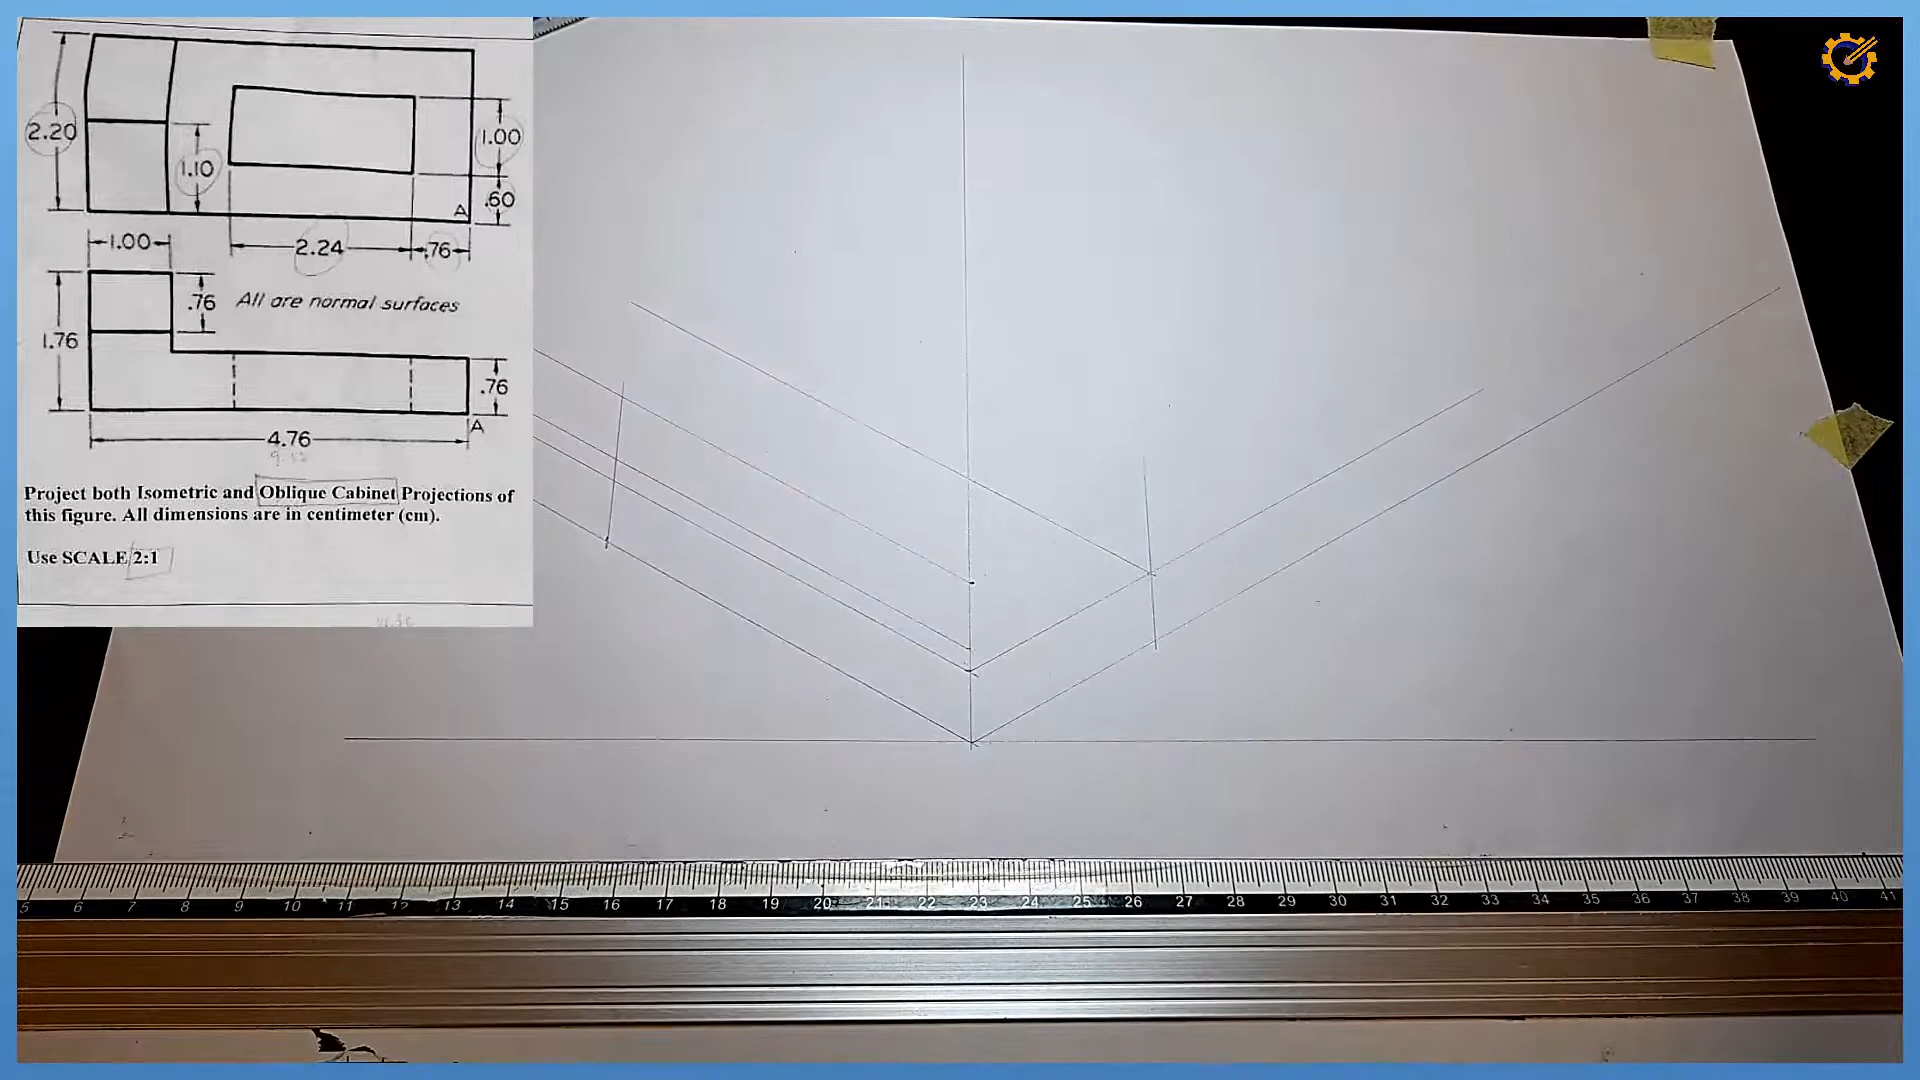 2.20
1.10
1.00
.60
A
1.00
2.24
.76
.76
All are normal surfaces
1.76
.76
A
4.76
9.52
Project both Isometric and Oblique Cabinet Projections of
this figure. All dimensions are in centimeter (cm).
Use SCALE 2:1
5 6 7 8 9 10 11 12 13 14 15 16 17 18 19 20 21 22 23 24 25 26 27 28 29 30 31 32 33 34 35 36 37 38 39 40 41